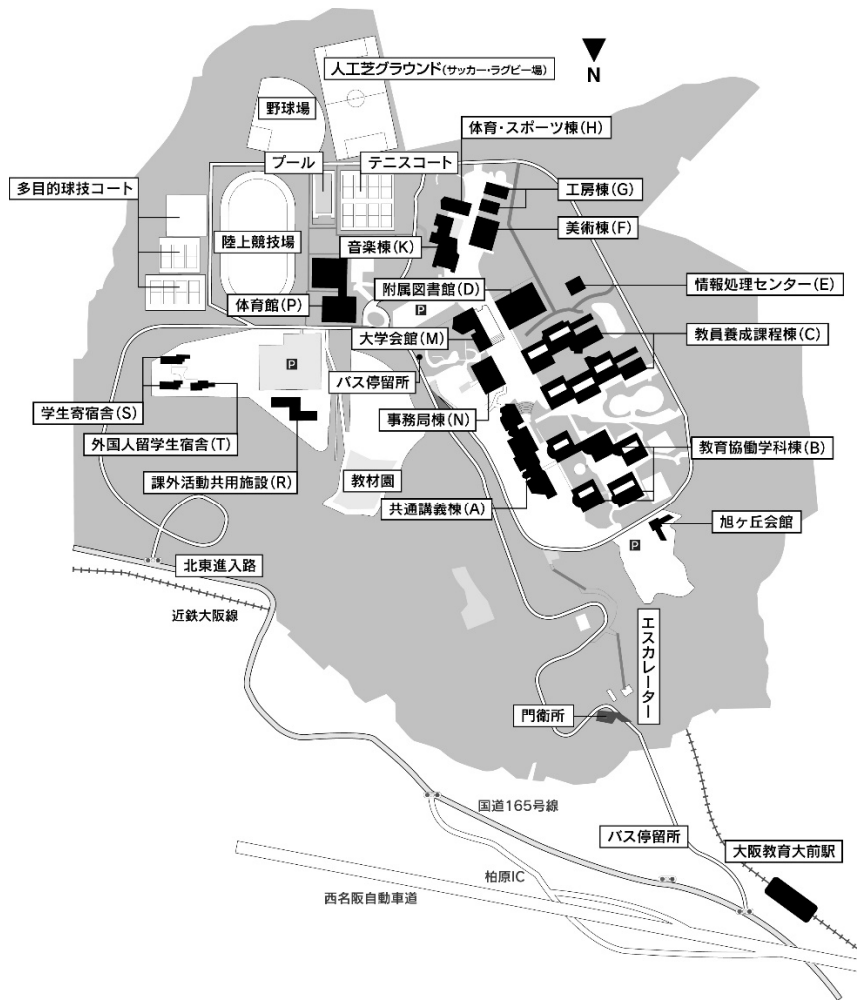 人工芝グラウンド(サッカー・ラグビー場)
N
野球場
体育・スポーツ棟(H)
プール
テニスコート
工房棟(G)
多目的球技コート
美術棟(F)
陸上競技場
音楽棟(K)
附属図書館(D)
情報処理センター(E)
体育館(P)
P
大学会館(M)
教員養成課程棟(C)
P
バス停留所
学生寄宿舎(S)
事務局棟(N)
外国人留学生宿舎(T)
教育協働学科棟(B)
課外活動共用施設(R)
教材園
共通講義棟(A)
旭ヶ丘会館
P
北東進入路
近鉄大阪線
エスカレーター
門衛所
国道165号線
バス停留所
大阪教育大前駅
柏原IC
西名阪自動車道